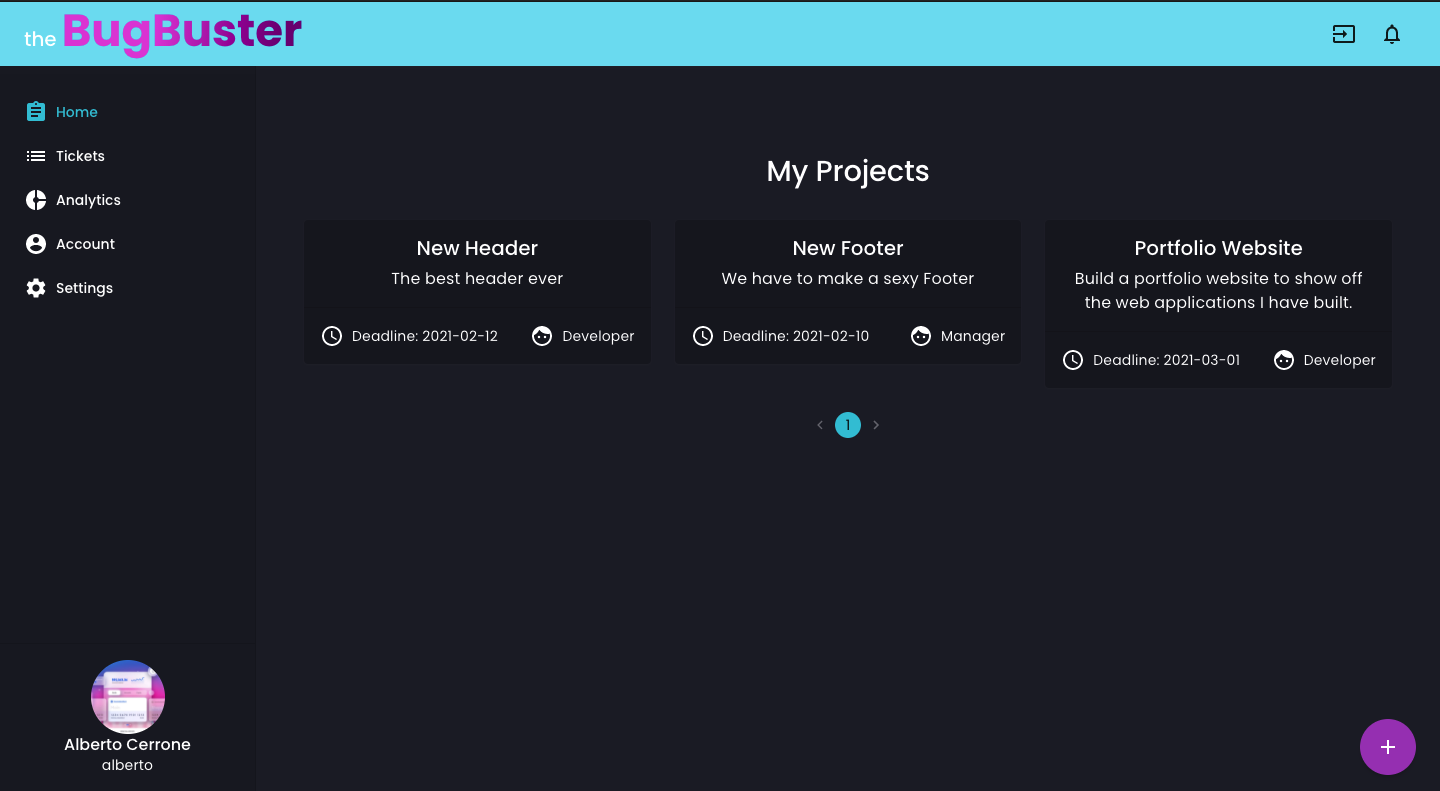 the BugBuster
Home
Tickets
Analytics
Account
Settings
My Projects
New Header
The best header ever
Deadline: 2021-02-12
Developer
New Footer
We have to make a sexy Footer
Deadline: 2021-02-10
Manager
Portfolio Website
Build a portfolio website to show off
the web applications I have built.
Deadline: 2021-03-01
Developer
1
Alberto Cerrone
alberto